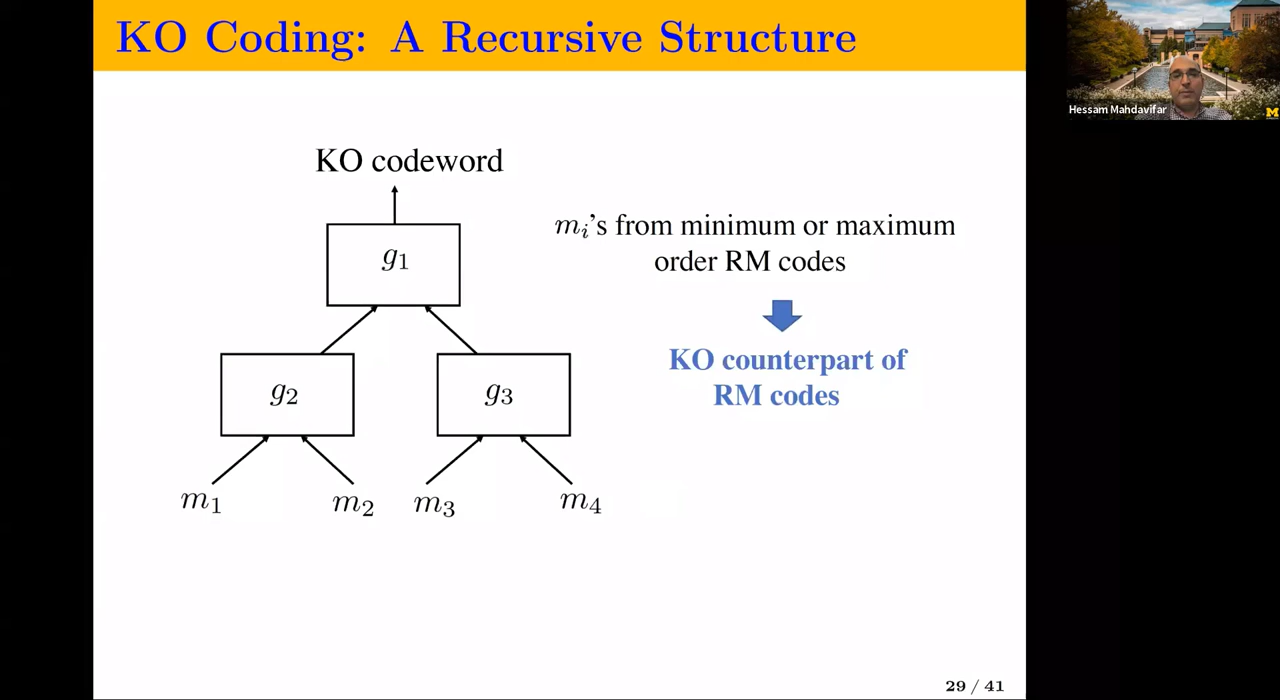 KO Coding: A Recursive Structure
Hessam Mahdavifar
M
KO codeword
g₁
mᵢ's from minimum or maximum
order RM codes
KO counterpart of
RM codes
g₂ g₃
m₁ m₂ m₃ m₄
29 / 41